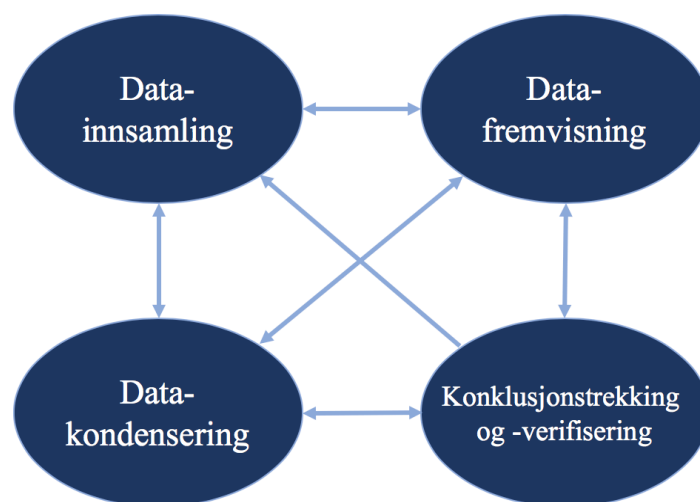 Data-
innsamling
Data-
fremvisning
Data-
kondensering
Konklusjonstrekking
og -verifisering